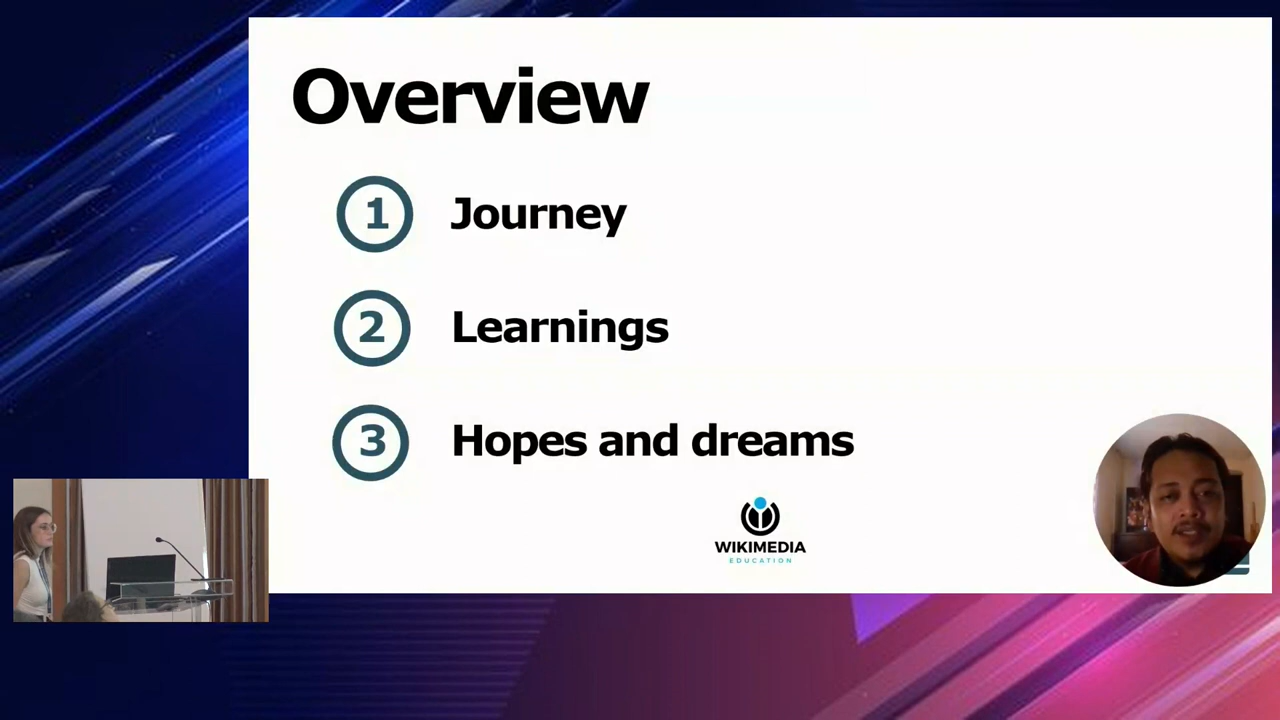 Overview
1 Journey
2 Learnings
3 Hopes and dreams
WIKIMEDIA
EDUCATION